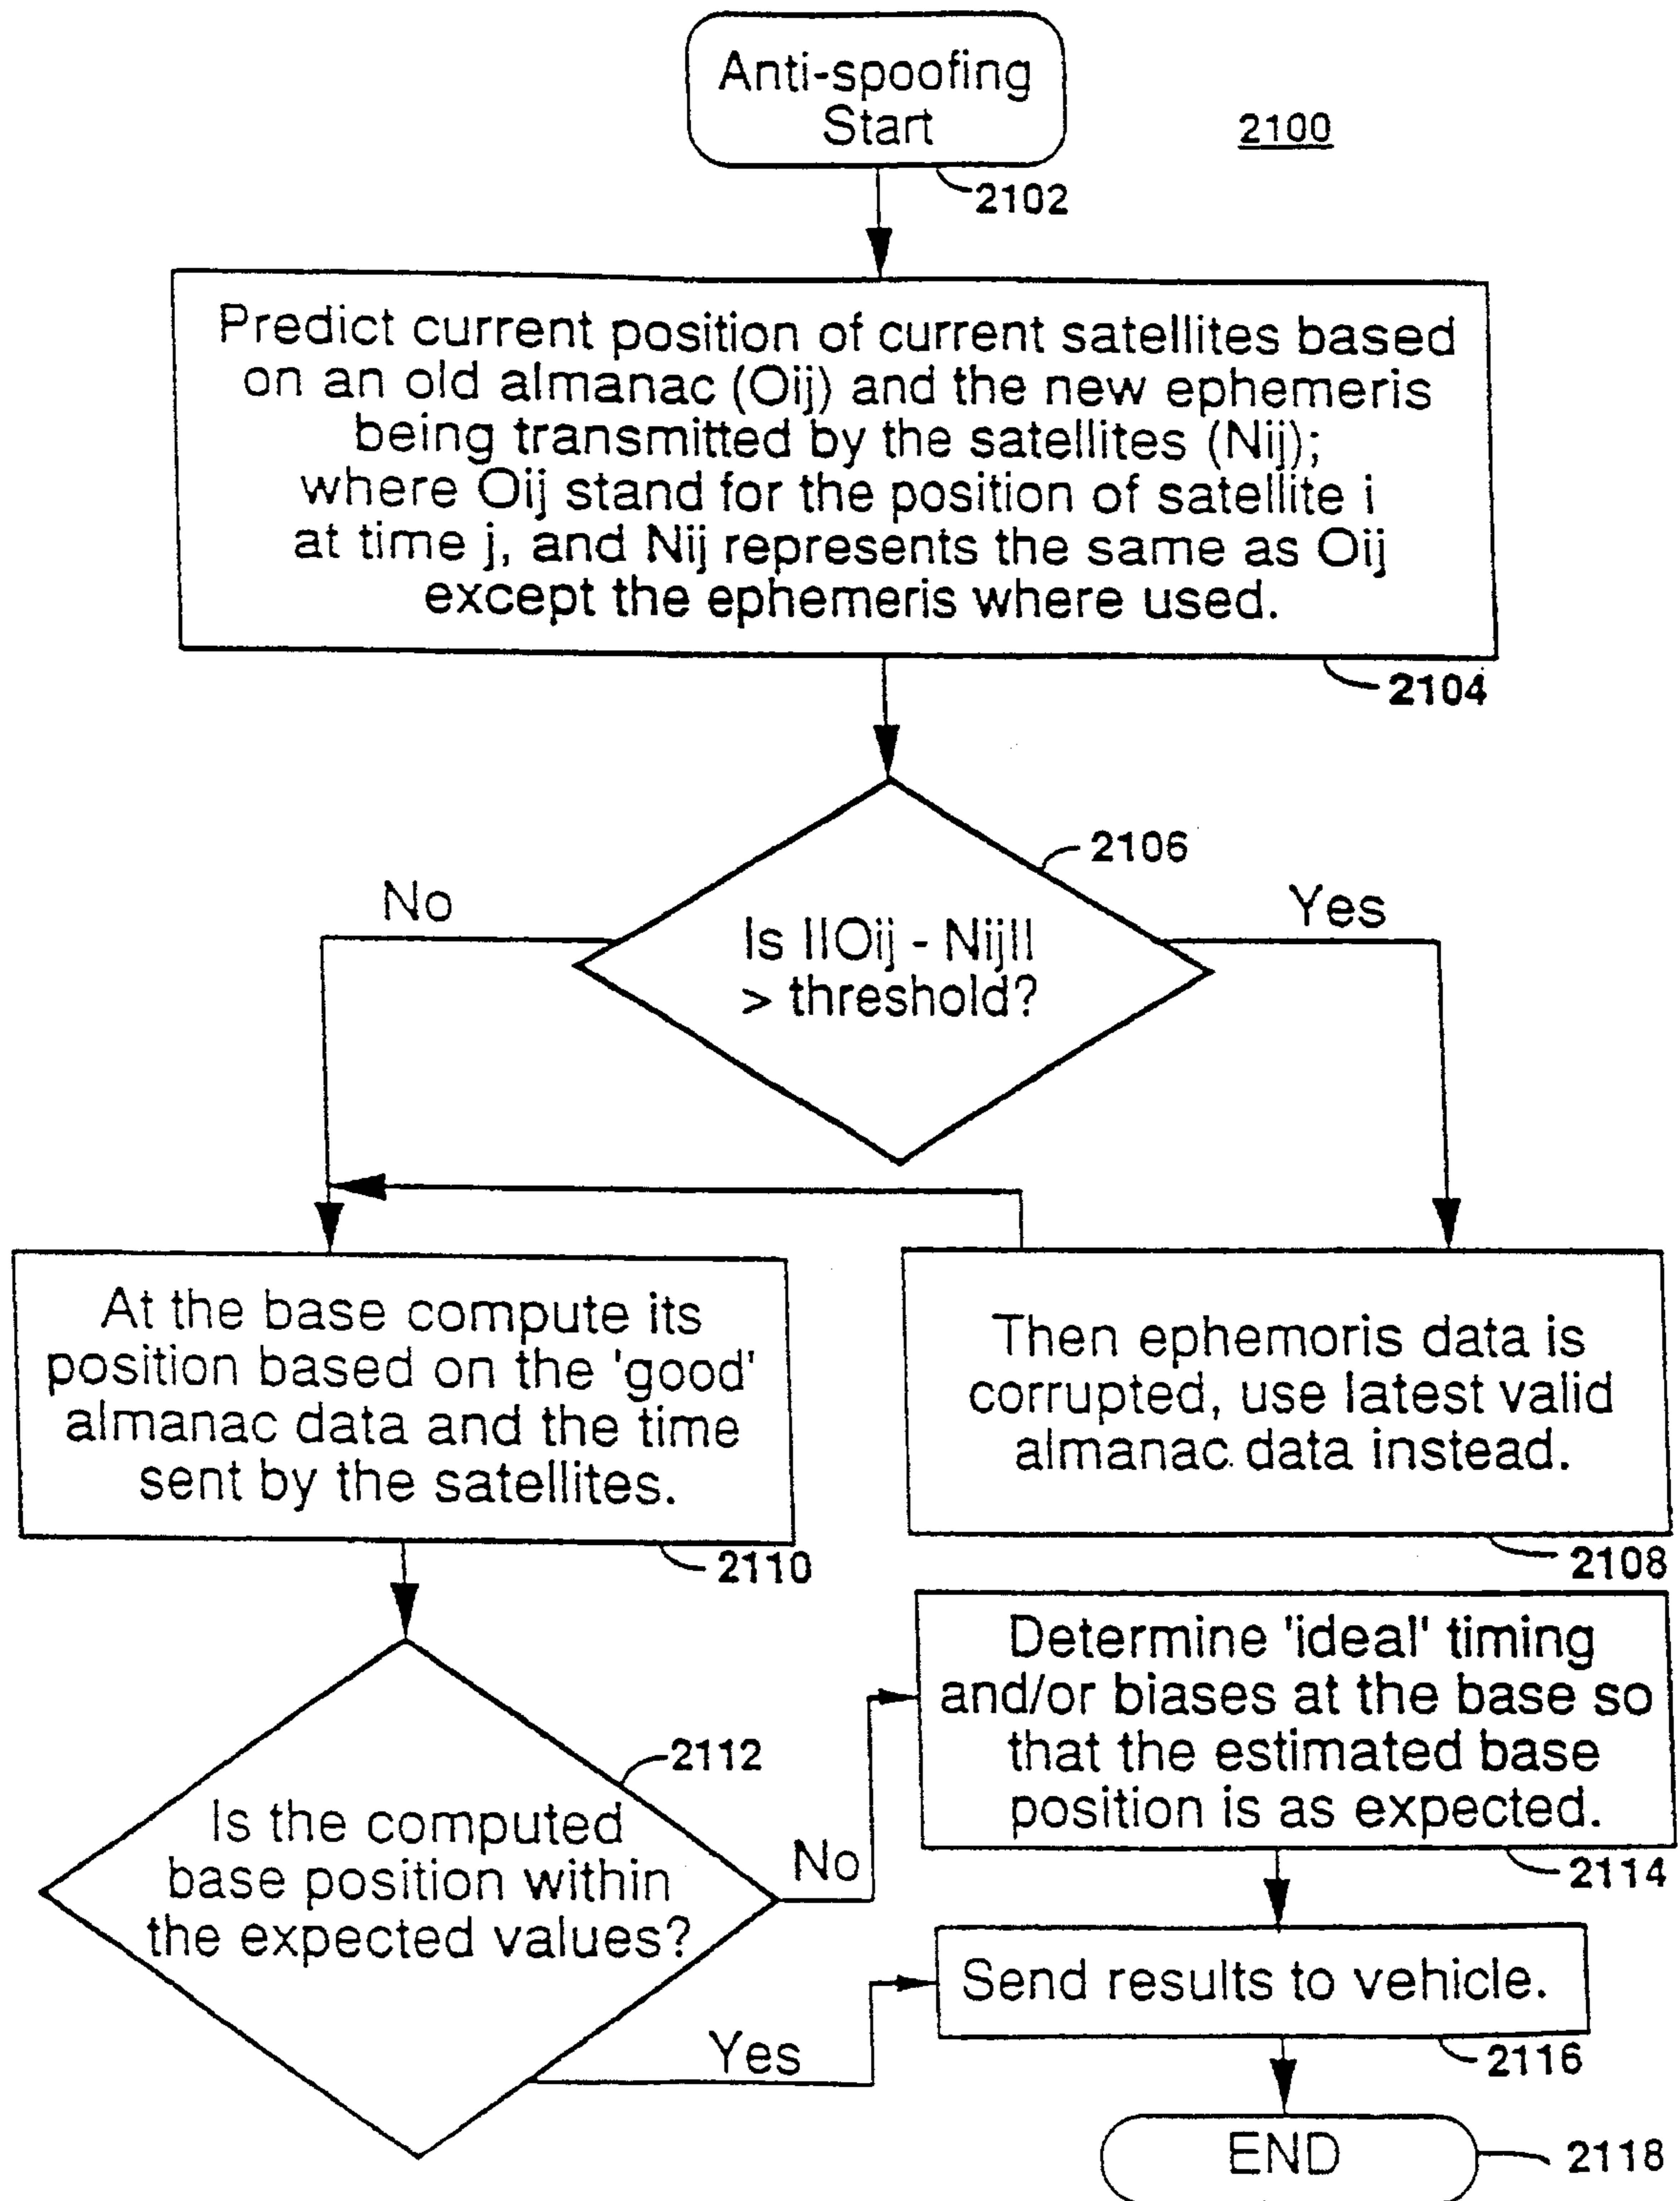 Anti-spoofing
Start
2100
2102
Predict current position of current satellites based
on an old almanac (Oij) and the new ephemeris
being transmitted by the satellites (Nij);
where Oij stand for the position of satellite i
at time j, and Nij represents the same as Oij
except the ephemeris where used.
2104
2106
No
Yes
Is ||Oij - Nij||
> threshold?
At the base compute its
position based on the 'good'
almanac data and the time
sent by the satellites.
2110
Then ephemoris data is
corrupted, use latest valid
almanac data instead.
2108
Determine 'ideal' timing
and/or biases at the base so
that the estimated base
position is as expected.
2114
2112
Is the computed
base position within
the expected values?
No
Yes
Send results to vehicle.
2116
END
2118